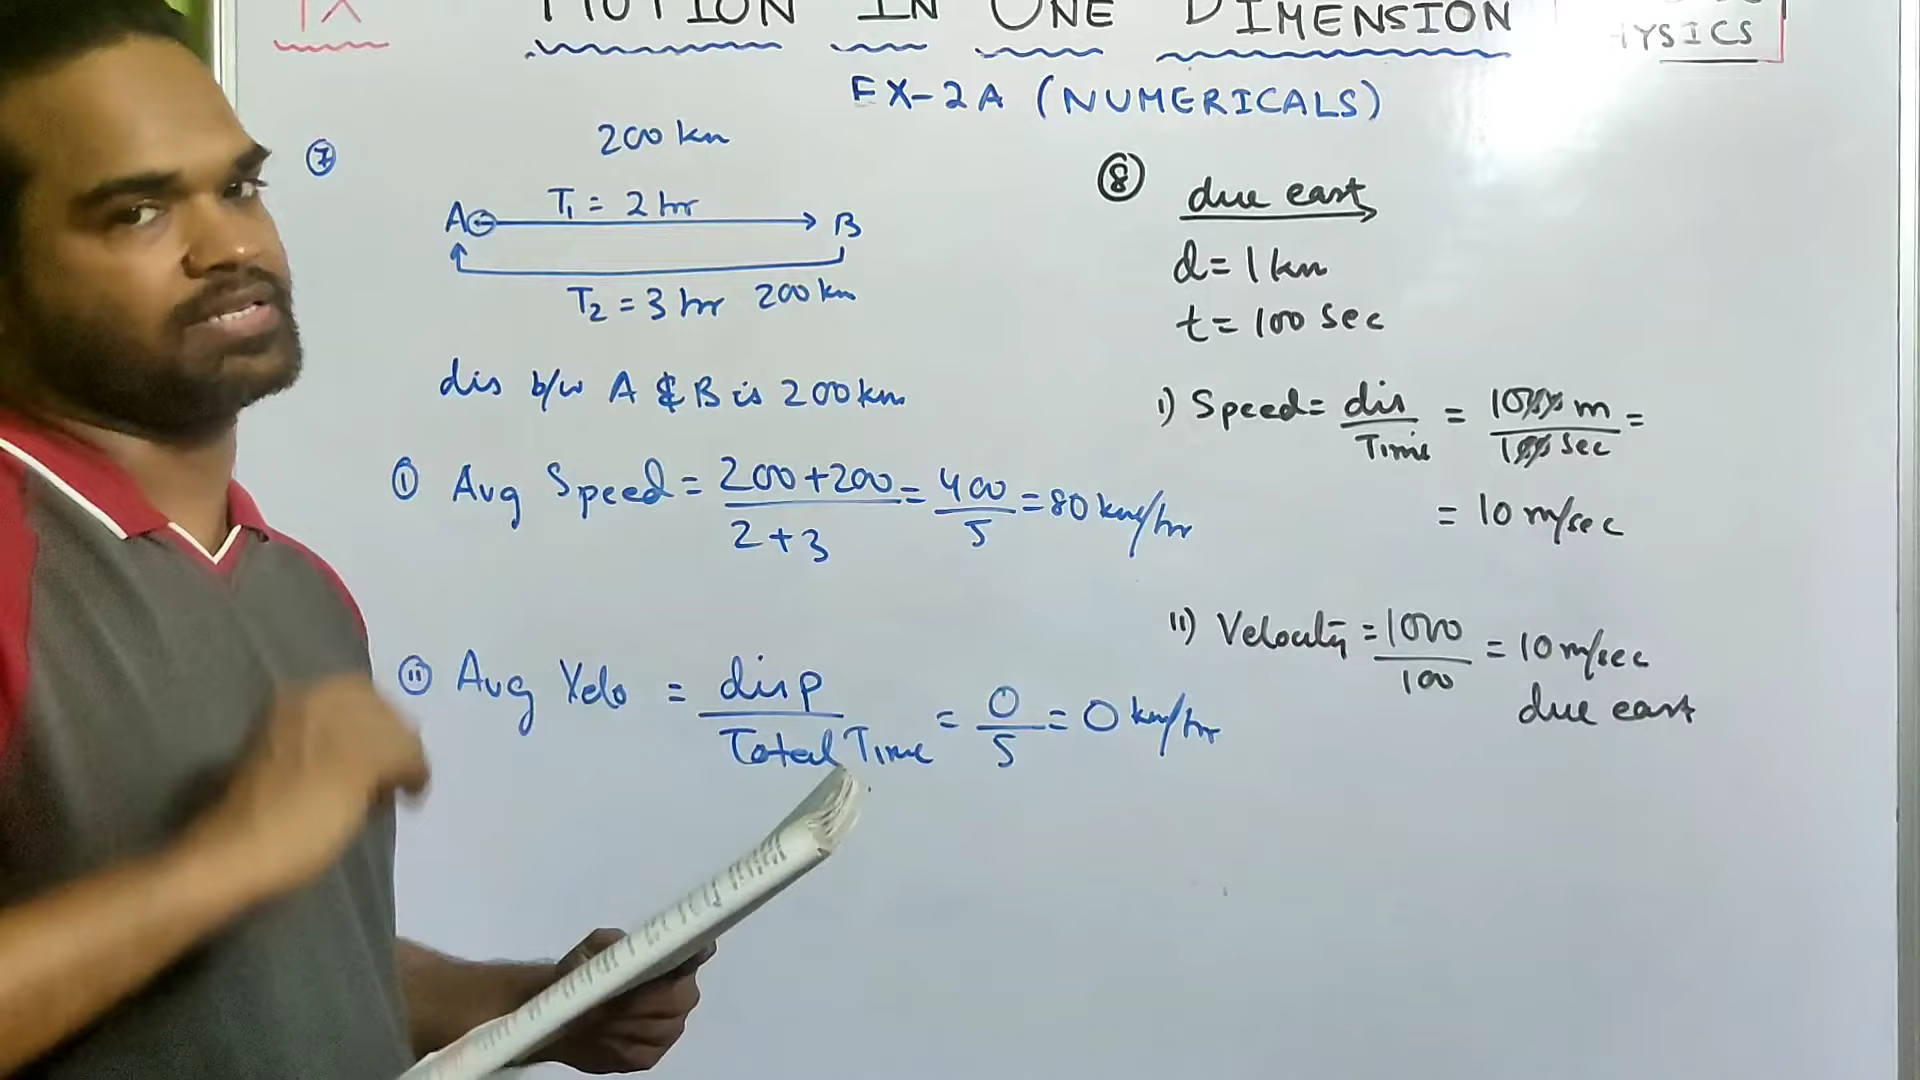 IX
MOTION IN ONE DIMENSION
PHYSICS
EX-2A (NUMERICALS)
7
200 km
T₁ = 2 hr
A B
T₂ = 3 hr 200 km
dis b/w A & B is 200 km
i Avg Speed = 200+200/2+3 = 400/5 = 80 km/hr
ii Avg Velo = disp/Total Time = 0/5 = 0 km/hr
8
due east
d = 1 km
t = 100 Sec
i) Speed = dis/Time = 1000 m/100 Sec =
= 10 m/sec
ii) Velocity = 1000/100 = 10 m/sec
due east